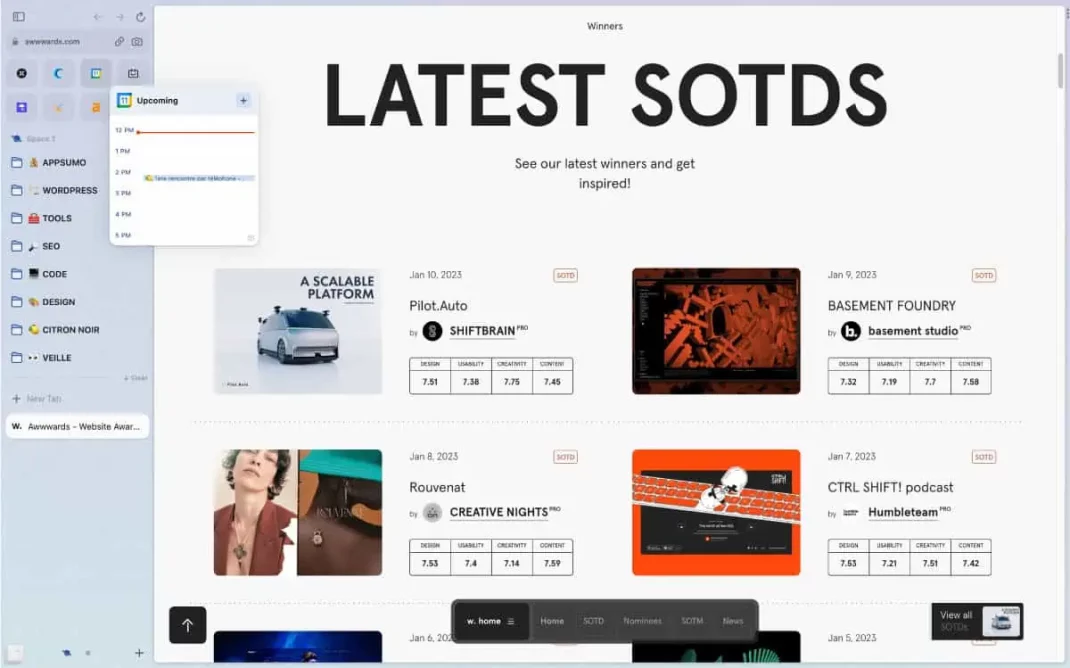 awwwards.com
Upcoming
12 PM
1 PM
2 PM
3 PM
4 PM
5 PM
Space 1
APPSUMO
WORDPRESS
TOOLS
SEO
CODE
DESIGN
CITRON NOIR
VEILLE
Clear
New Tab
W. Awwwards - Website Awar...
Winners
LATEST SOTDS
See our latest winners and get
inspired!
A SCALABLE
PLATFORM
Pilot.Auto
Jan 10, 2023 SOTD
Pilot.Auto
by SHIFTBRAIN PRO
DESIGN USABILITY CREATIVITY CONTENT
7.51 7.38 7.75 7.45
Jan 9, 2023 SOTD
BASEMENT FOUNDRY
by b. basement studio PRO
DESIGN USABILITY CREATIVITY CONTENT
7.32 7.19 7.7 7.58
ROUVENAT
Jan 8, 2023 SOTD
Rouvenat
by CREATIVE NIGHTS PRO
DESIGN USABILITY CREATIVITY CONTENT
7.53 7.4 7.14 7.59
CTRL
SHIFT!
Jan 7, 2023 SOTD
CTRL SHIFT! podcast
by Humbleteam PRO
DESIGN USABILITY CREATIVITY CONTENT
7.53 7.21 7.51 7.42
w. home Home SOTD Nominees SOTM News
View all
SOTDs
Jan 6, 202
Jan 5, 2023